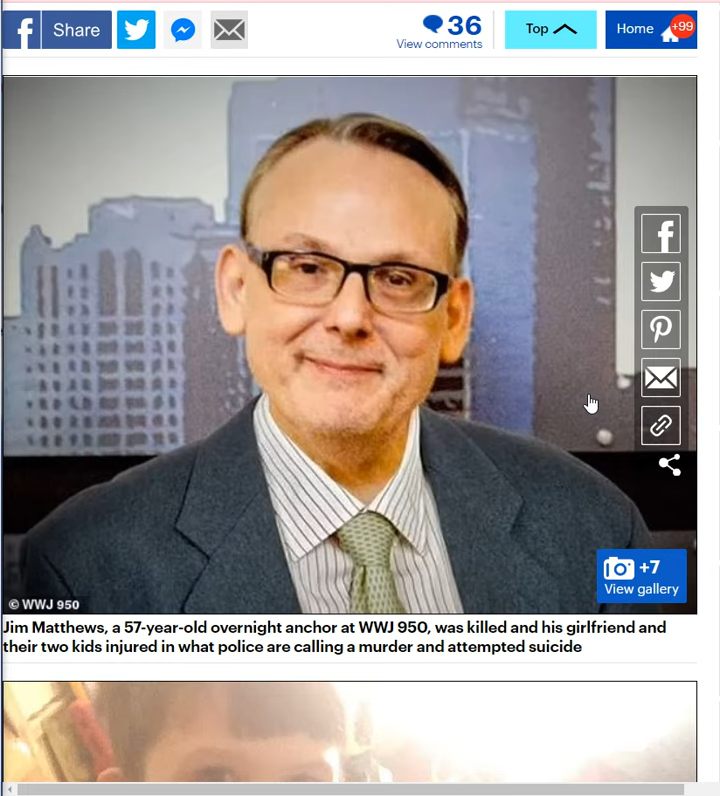 Share
36
View comments
Top
Home
+99
+7
View gallery
© WWJ 950
Jim Matthews, a 57-year-old overnight anchor at WWJ 950, was killed and his girlfriend and
their two kids injured in what police are calling a murder and attempted suicide